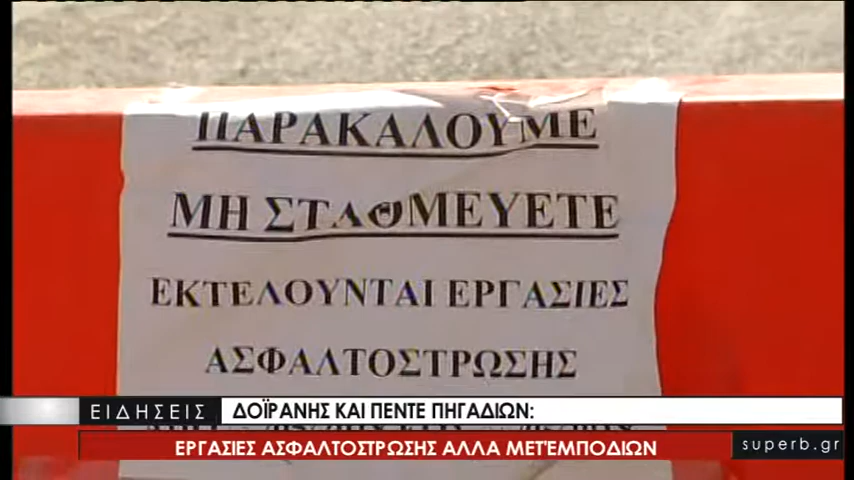 ΠΑΡΑΚΑΛΟΥΜΕ
ΜΗ ΣΤΑΘΜΕΥΕΤΕ
ΕΚΤΕΛΟΥΝΤΑΙ ΕΡΓΑΣΙΕΣ
ΑΣΦΑΛΤΟΣΤΡΩΣΗΣ
ΕΙΔΗΣΕΙΣ
ΔΟΪΡΑΝΗΣ ΚΑΙ ΠΕΝΤΕ ΠΗΓΑΔΙΩΝ:
ΕΡΓΑΣΙΕΣ ΑΣΦΑΛΤΟΣΤΡΩΣΗΣ ΑΛΛΑ ΜΕΤ'ΕΜΠΟΔΙΩΝ
superb.gr